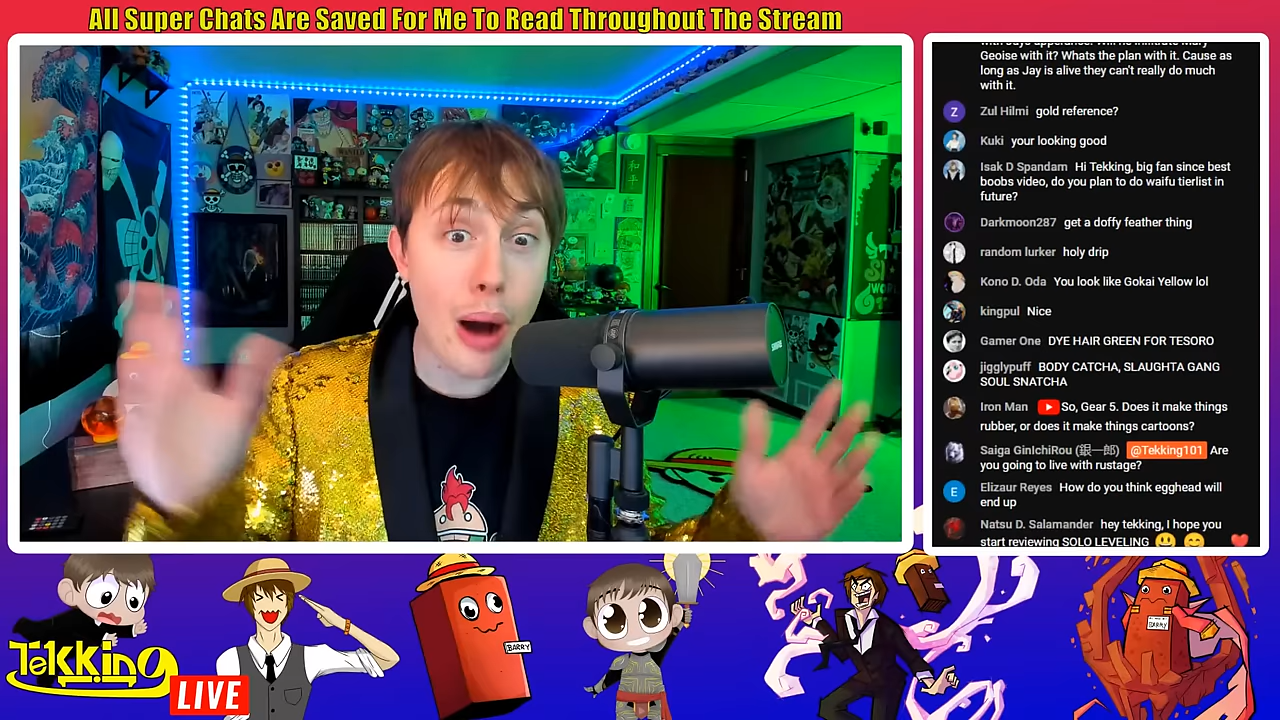 All Super Chats Are Saved For Me To Read Throughout The Stream
Geoise with it? Whats the plan with it. Cause as
long as Jay is alive they can't really do much
with it.
Z Zul Hilmi gold reference?
Kuki your looking good
Isak D Spandam Hi Tekking, big fan since best
boobs video, do you plan to do waifu tierlist in
future?
Darkmoon287 get a doffy feather thing
random lurker holy drip
Kono D. Oda You look like Gokai Yellow lol
kingpul Nice
Gamer One DYE HAIR GREEN FOR TESORO
jigglypuff BODY CATCHA, SLAUGHTA GANG
SOUL SNATCHA
Iron Man So, Gear 5. Does it make things
rubber, or does it make things cartoons?
Saiga GinIchiRou (銀一郎) @Tekking101 Are
you going to live with rustage?
E Elizaur Reyes How do you think egghead will
end up
Natsu D. Salamander hey tekking, I hope you
start reviewing SOLO LEVELING
WANTED
和平
SHURE
BARRY
BARRY
Tekking
LIVE